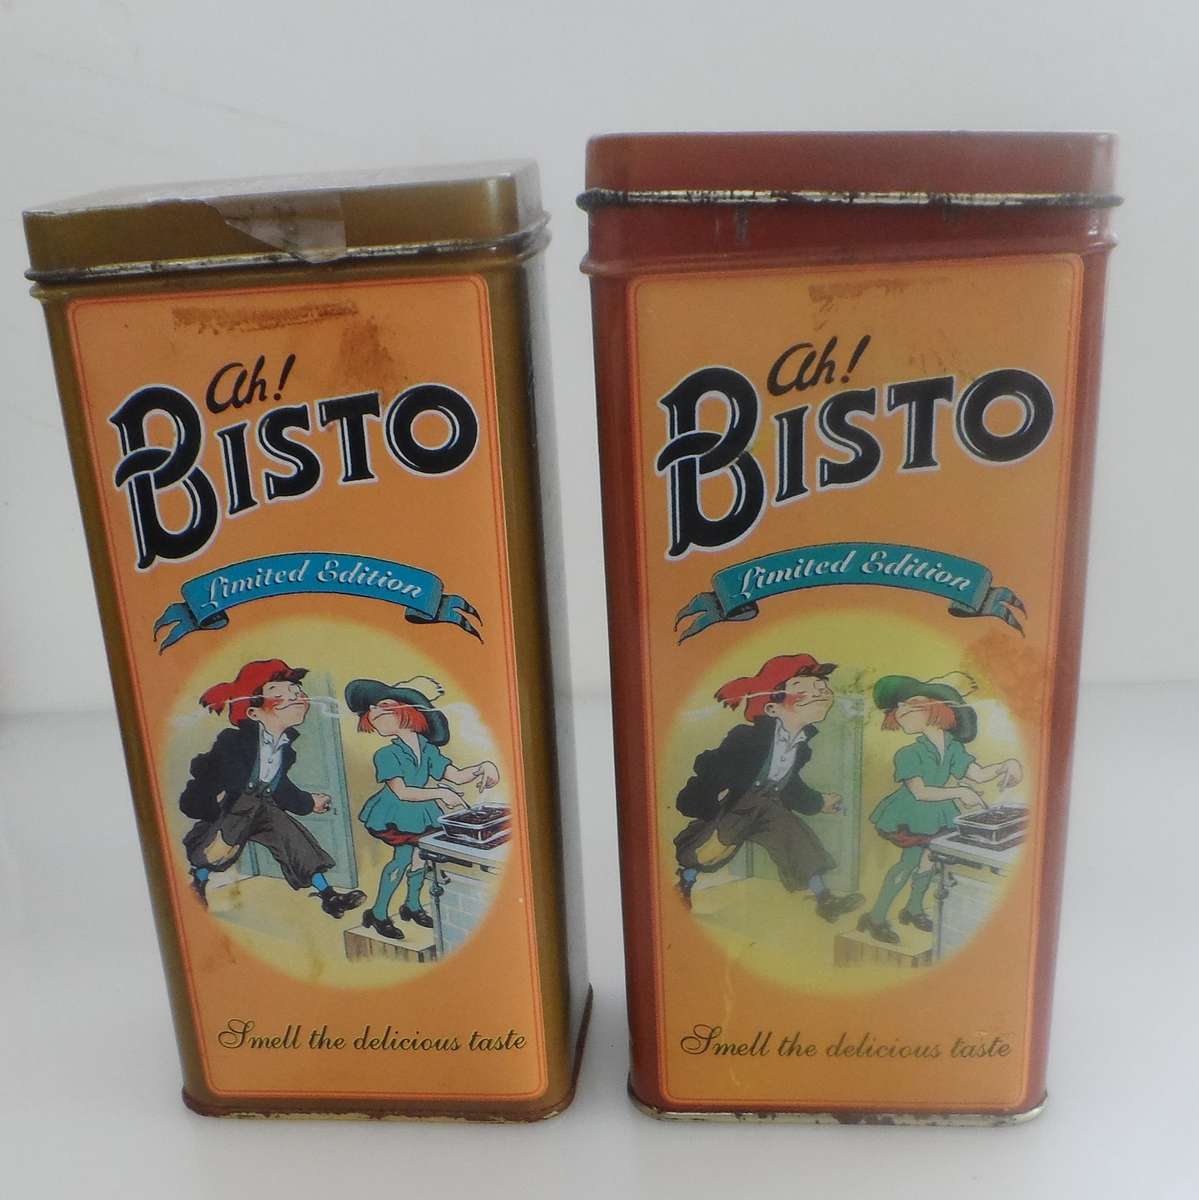 Ah!
BISTO
Limited Edition
Smell the delicious taste
Ah!
BISTO
Limited Edition
Smell the delicious taste